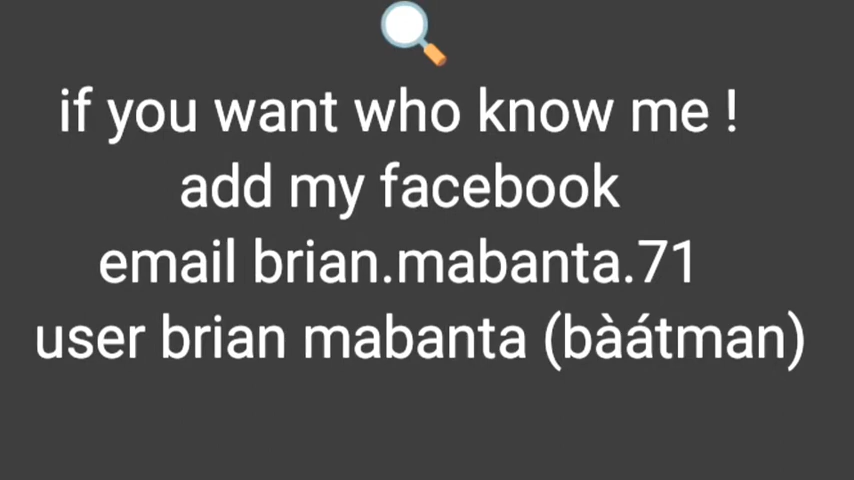 if you want who know me !
add my facebook
email brian.mabanta.71
user brian mabanta (bàátman)